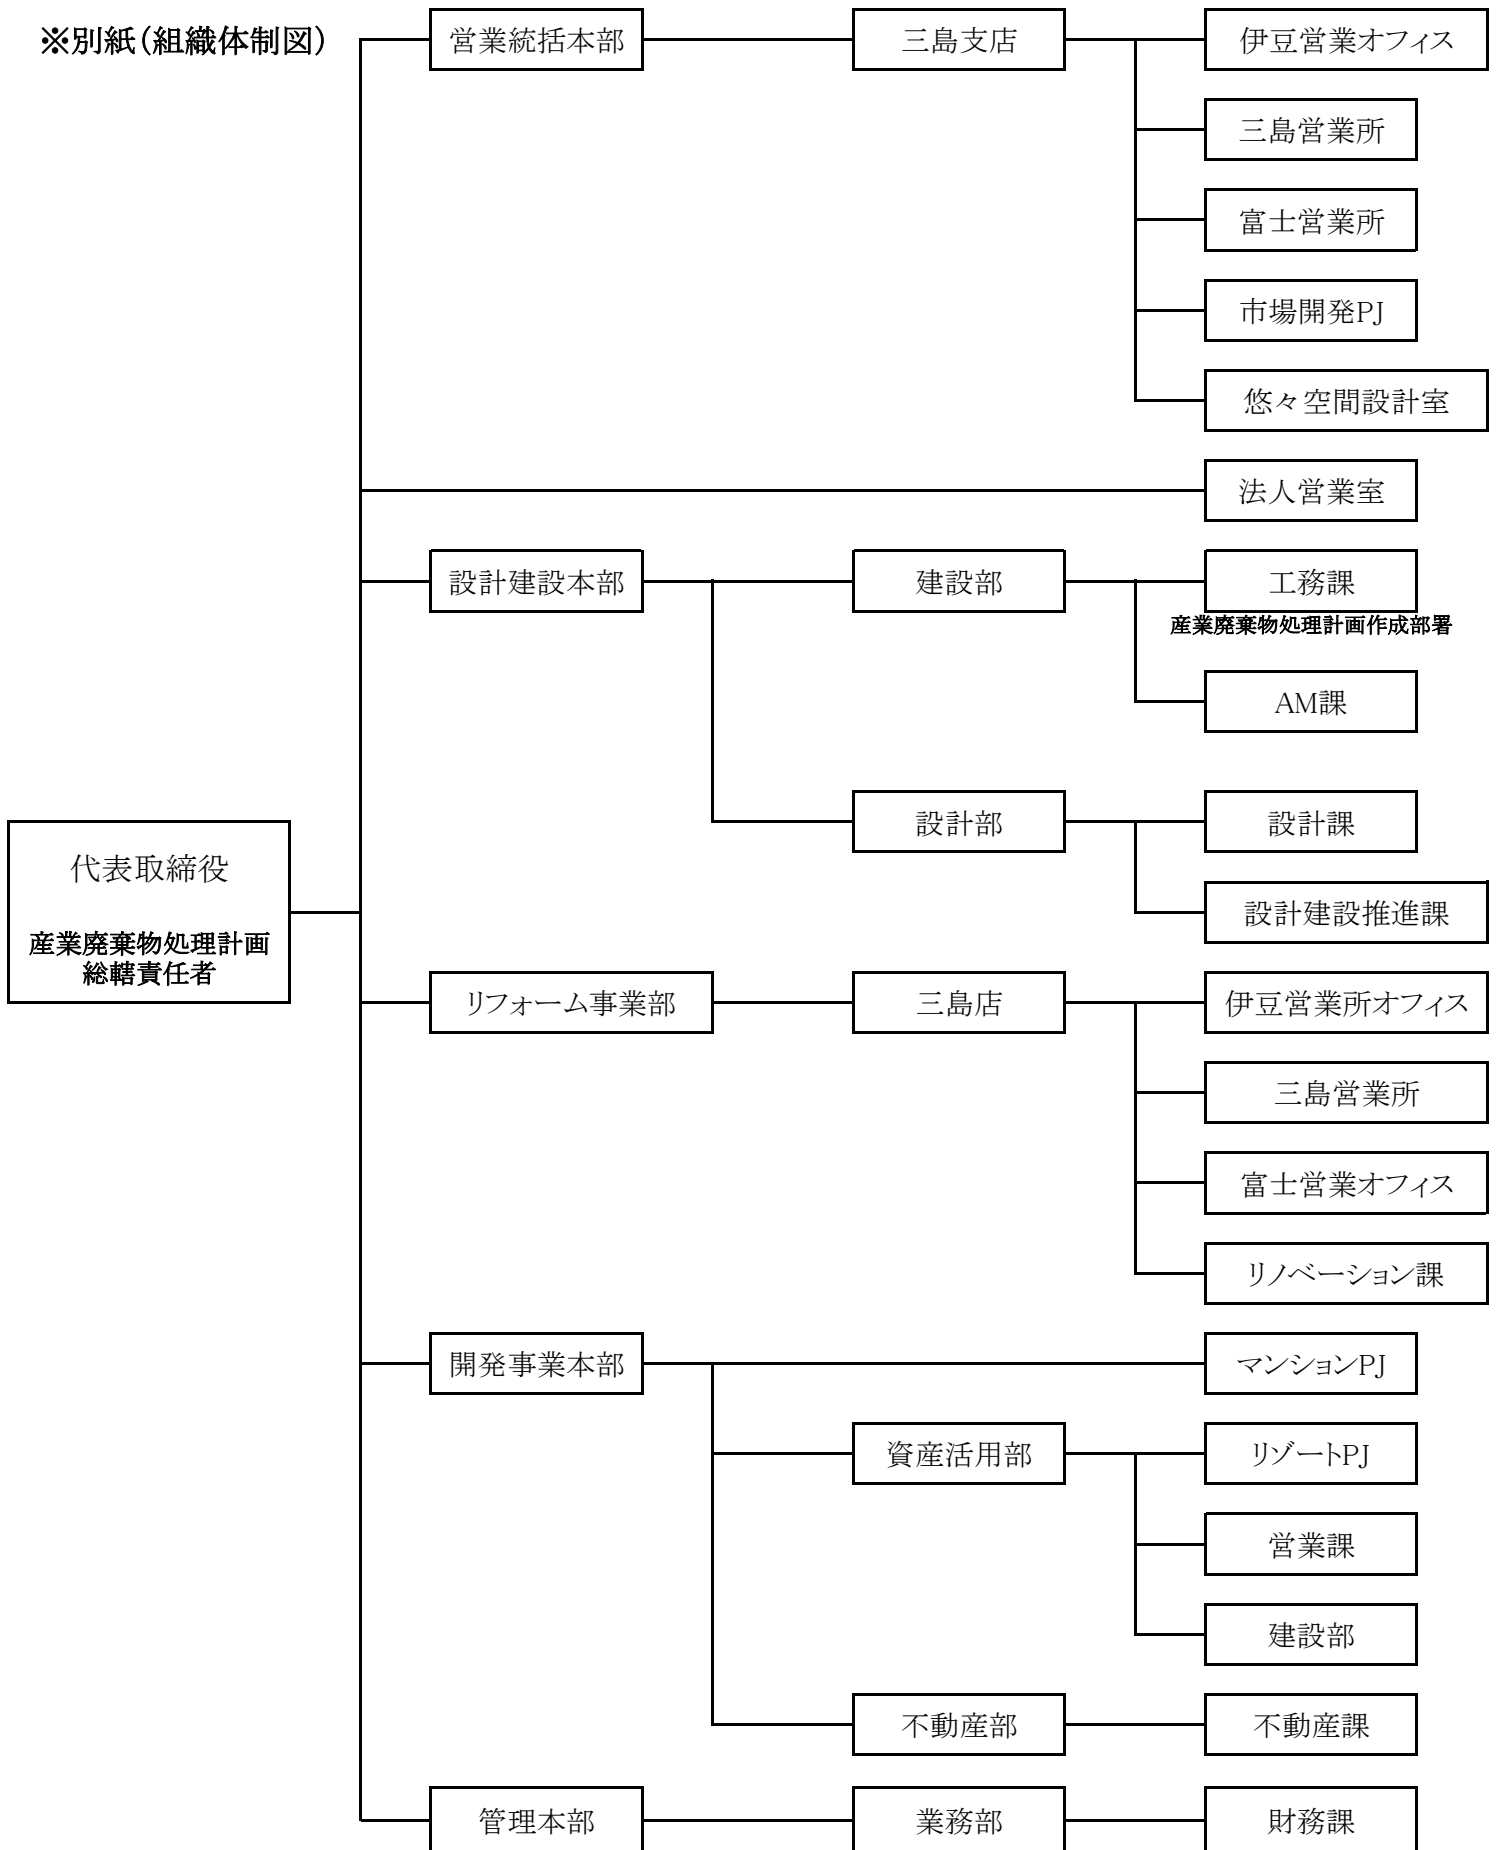 ※別紙(組織体制図)
営業統括本部
三島支店
伊豆営業オフィス
三島営業所
富士営業所
市場開発PJ
悠々空間設計室
法人営業室
設計建設本部
建設部
工務課
産業廃棄物処理計画作成部署
AM課
設計部
設計課
設計建設推進課
代表取締役
産業廃棄物処理計画
総轄責任者
リフォーム事業部
三島店
伊豆営業所オフィス
三島営業所
富士営業オフィス
リノベーション課
開発事業本部
マンションPJ
資産活用部
リゾートPJ
営業課
建設部
不動産部
不動産課
管理本部
業務部
財務課